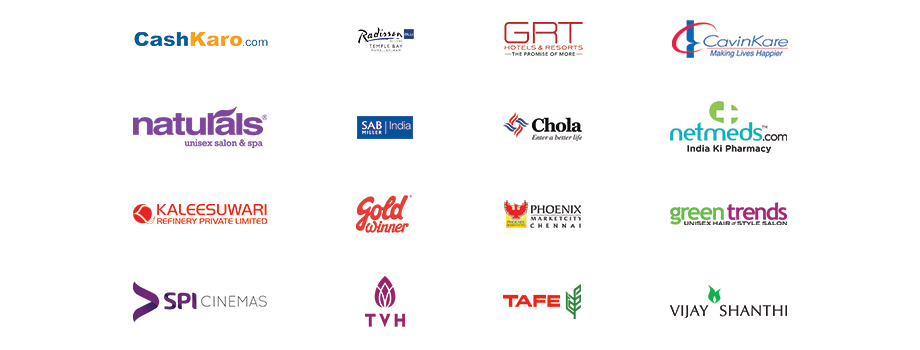 CashKaro.com
Radisson BLU
TEMPLE BAY
GRT
HOTELS & RESORTS
THE PROMISE OF MORE
CavinKare
Making Lives Happier
naturals®
unisex salon & spa
SAB
MILLER
India
Chola
Enter a better life
netmeds.com™
India Ki Pharmacy
KALEESUWARI
REFINERY PRIVATE LIMITED
Gold
Winner
PHOENIX
MARKETCITY
CHENNAI
green trends
UNISEX HAIR & STYLE SALON
SPI CINEMAS
TVH
TAFE
VIJAY SHANTHI